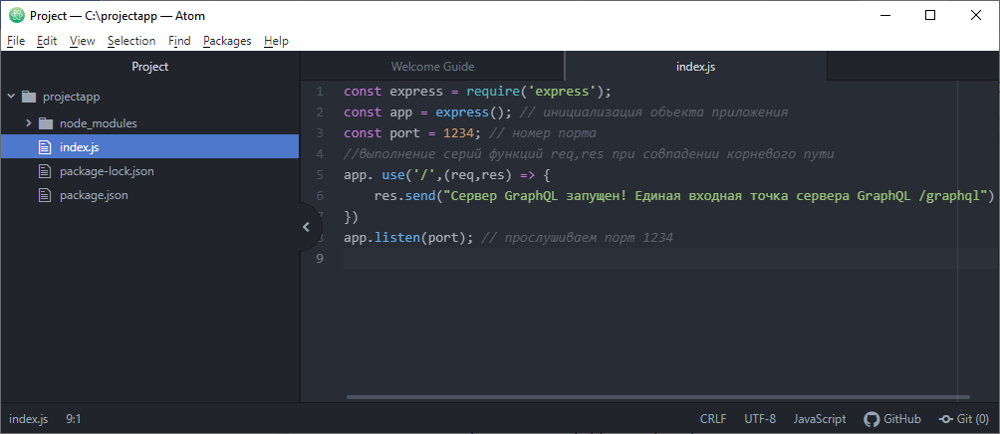 Project — C:\projectapp — Atom
File Edit View Selection Find Packages Help
Project
Welcome Guide
index.js
projectapp
node_modules
index.js
package-lock.json
package.json
1 const express = require('express');
2 const app = express(); // инициализация объекта приложения
3 const port = 1234; // номер порта
4 //выполнение серий функций req,res при совпадении корневого пути
5 app. use('/',(req,res) => {
6 res.send("Сервер GraphQL запущен! Единая входная точка сервера GraphQL /graphql")
})
app.listen(port); // прослушиваем порт 1234
9
index.js 9:1 CRLF UTF-8 JavaScript GitHub Git (0)